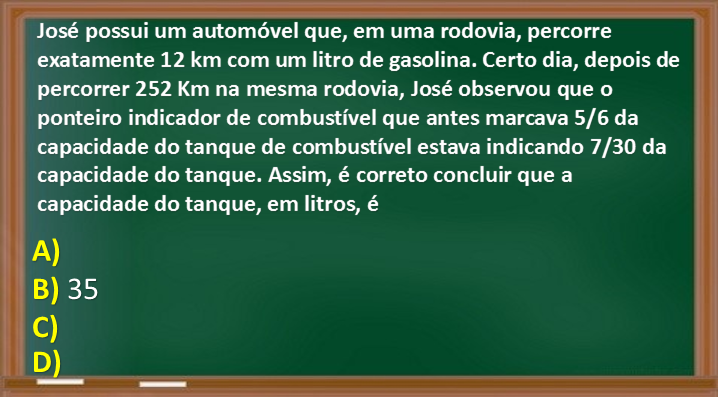 José possui um automóvel que, em uma rodovia, percorre
exatamente 12 km com um litro de gasolina. Certo dia, depois de
percorrer 252 Km na mesma rodovia, José observou que o
ponteiro indicador de combustível que antes marcava 5/6 da
capacidade do tanque de combustível estava indicando 7/30 da
capacidade do tanque. Assim, é correto concluir que a
capacidade do tanque, em litros, é
A)
B) 35
C)
D)